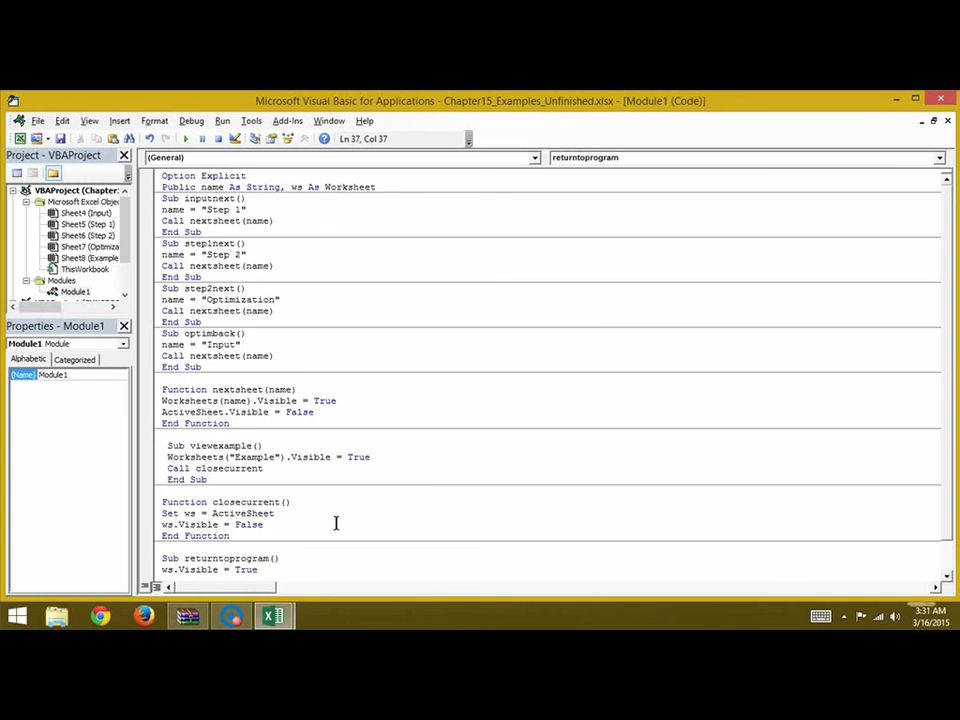 Microsoft Visual Basic for Applications - Chapter15_Examples_Unfinished.xlsx - [Module1 (Code)]
File Edit View Insert Format Debug Run Tools Add-Ins Window Help
Ln 37, Col 37
Project - VBAProject
(General)
returntoprogram
VBAProject (Chapter:
Microsoft Excel Objec
Sheet4 (Input)
Sheet5 (Step 1)
Sheet6 (Step 2)
Sheet7 (Optimiza
Sheet8 (Example
ThisWorkbook
Modules
Module1
Properties - Module1
Module1 Module
Alphabetic Categorized
(Name) Module1
Option Explicit
Public name As String, ws As Worksheet
Sub inputnext()
name = "Step 1"
Call nextsheet(name)
End Sub
Sub step1next()
name = "Step 2"
Call nextsheet(name)
End Sub
Sub step2next()
name = "Optimization"
Call nextsheet(name)
End Sub
Sub optimback()
name = "Input"
Call nextsheet(name)
End Sub
Function nextsheet(name)
Worksheets(name).Visible = True
ActiveSheet.Visible = False
End Function
Sub viewexample()
Worksheets("Example").Visible = True
Call closecurrent
End Sub
Function closecurrent()
Set ws = ActiveSheet
ws.Visible = False
End Function
Sub returntoprogram()
ws.Visible = True
3:31 AM
3/16/2015